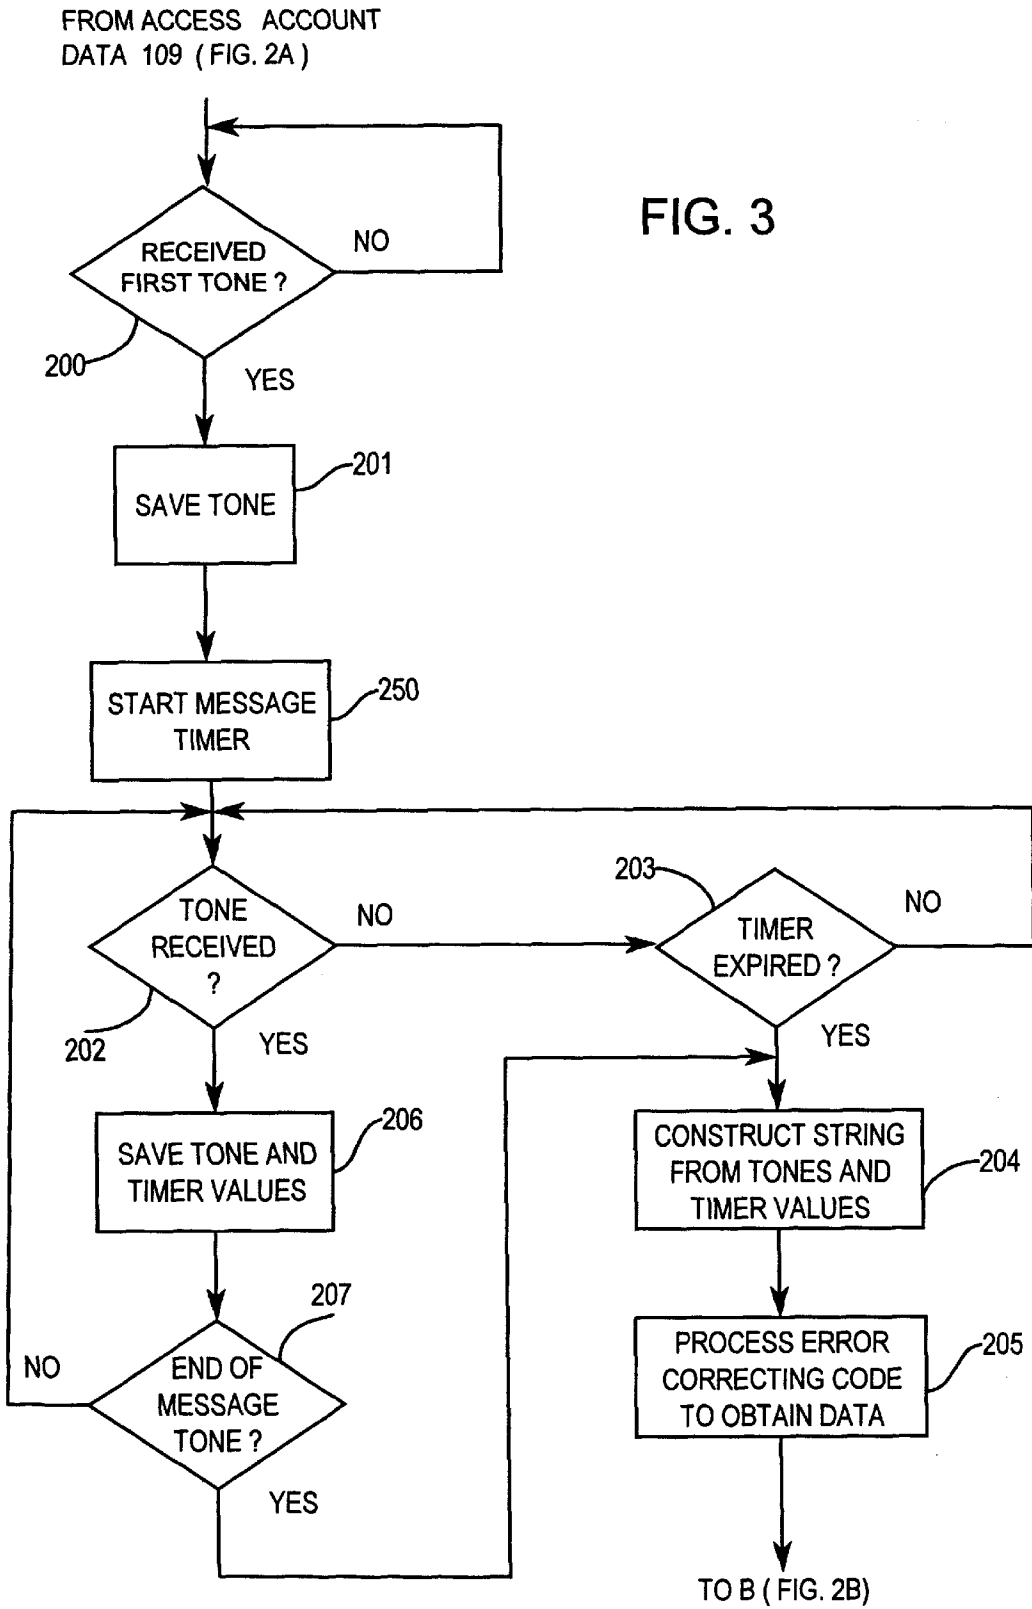 FROM ACCESS ACCOUNT
DATA 109 ( FIG. 2A )
FIG. 3
RECEIVED
FIRST TONE ?
NO
200
YES
201
SAVE TONE
250
START MESSAGE
TIMER
203
TONE
RECEIVED
?
NO
TIMER
EXPIRED ?
NO
202
YES
YES
206
SAVE TONE AND
TIMER VALUES
CONSTRUCT STRING
FROM TONES AND
TIMER VALUES
204
207
NO
END OF
MESSAGE
TONE ?
PROCESS ERROR
CORRECTING CODE
TO OBTAIN DATA
205
YES
TO B ( FIG. 2B)